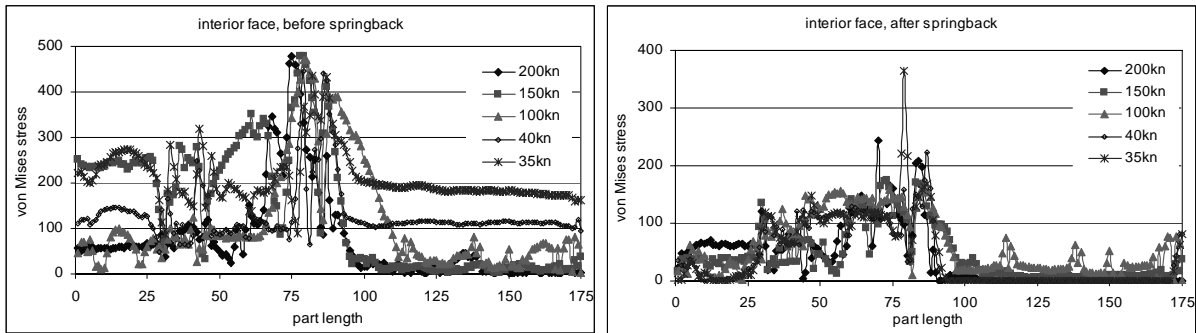 interior face, before springback
500
400
300
200
100
0
von Mises stress
200kn
150kn
100kn
40kn
35kn
0 25 50 75 100 125 150 175
part length
interior face, after springback
400
300
200
100
0
von Mises stress
200kn
150kn
100kn
40kn
35kn
0 25 50 75 100 125 150 175
part length